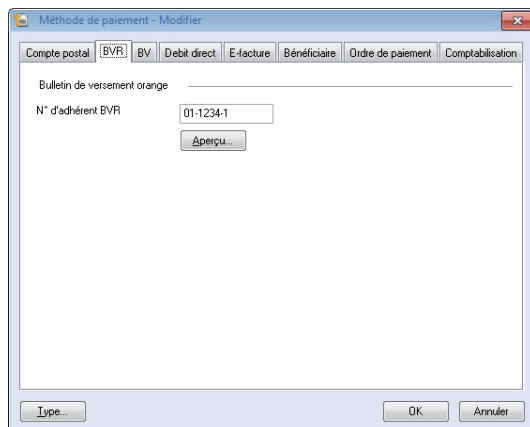 Méthode de paiement - Modifier
Compte postal BVR BV Debit direct E-facture Bénéficiaire Ordre de paiement Comptabilisation
Bulletin de versement orange
N° d'adhérent BVR 01-1234-1
Aperçu...
Type... OK Annuler